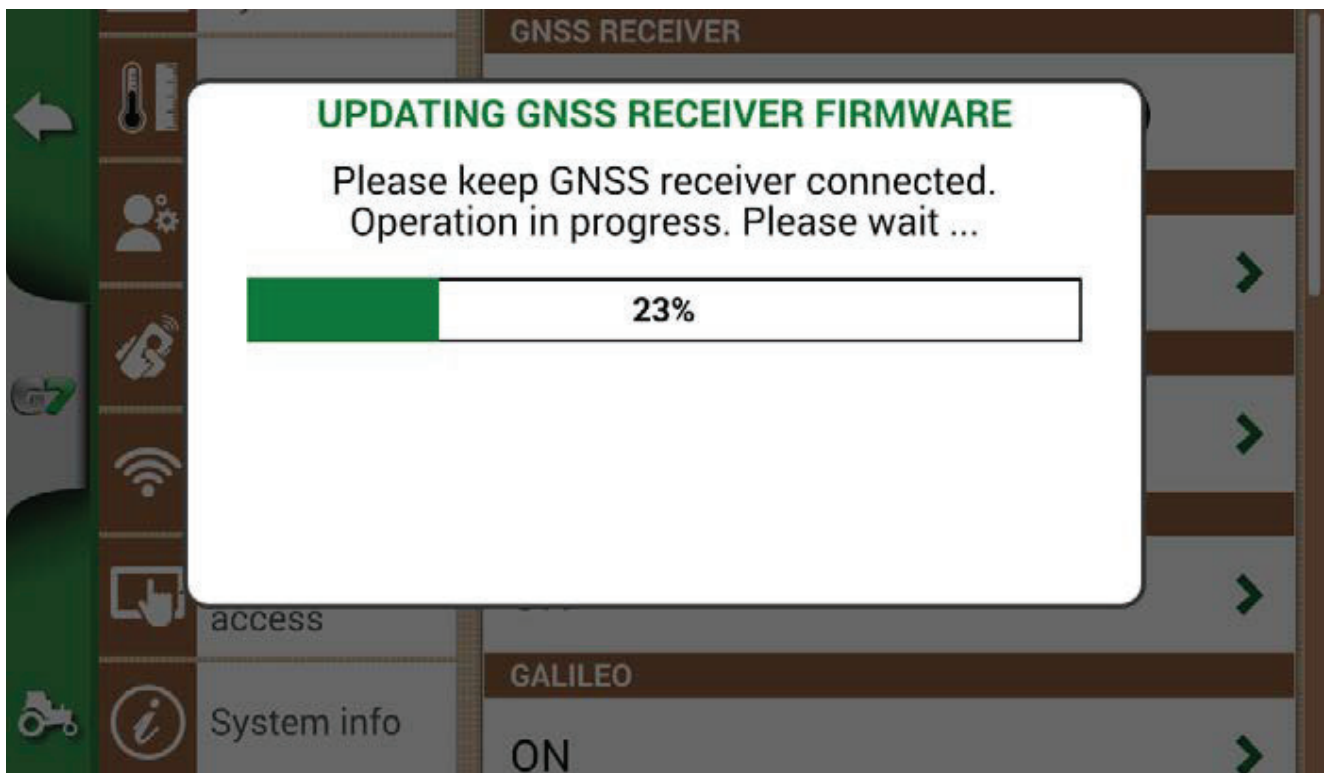 GNSS RECEIVER
UPDATING GNSS RECEIVER FIRMWARE
Please keep GNSS receiver connected.
Operation in progress. Please wait ...
23%
access
GALILEO
System info
ON